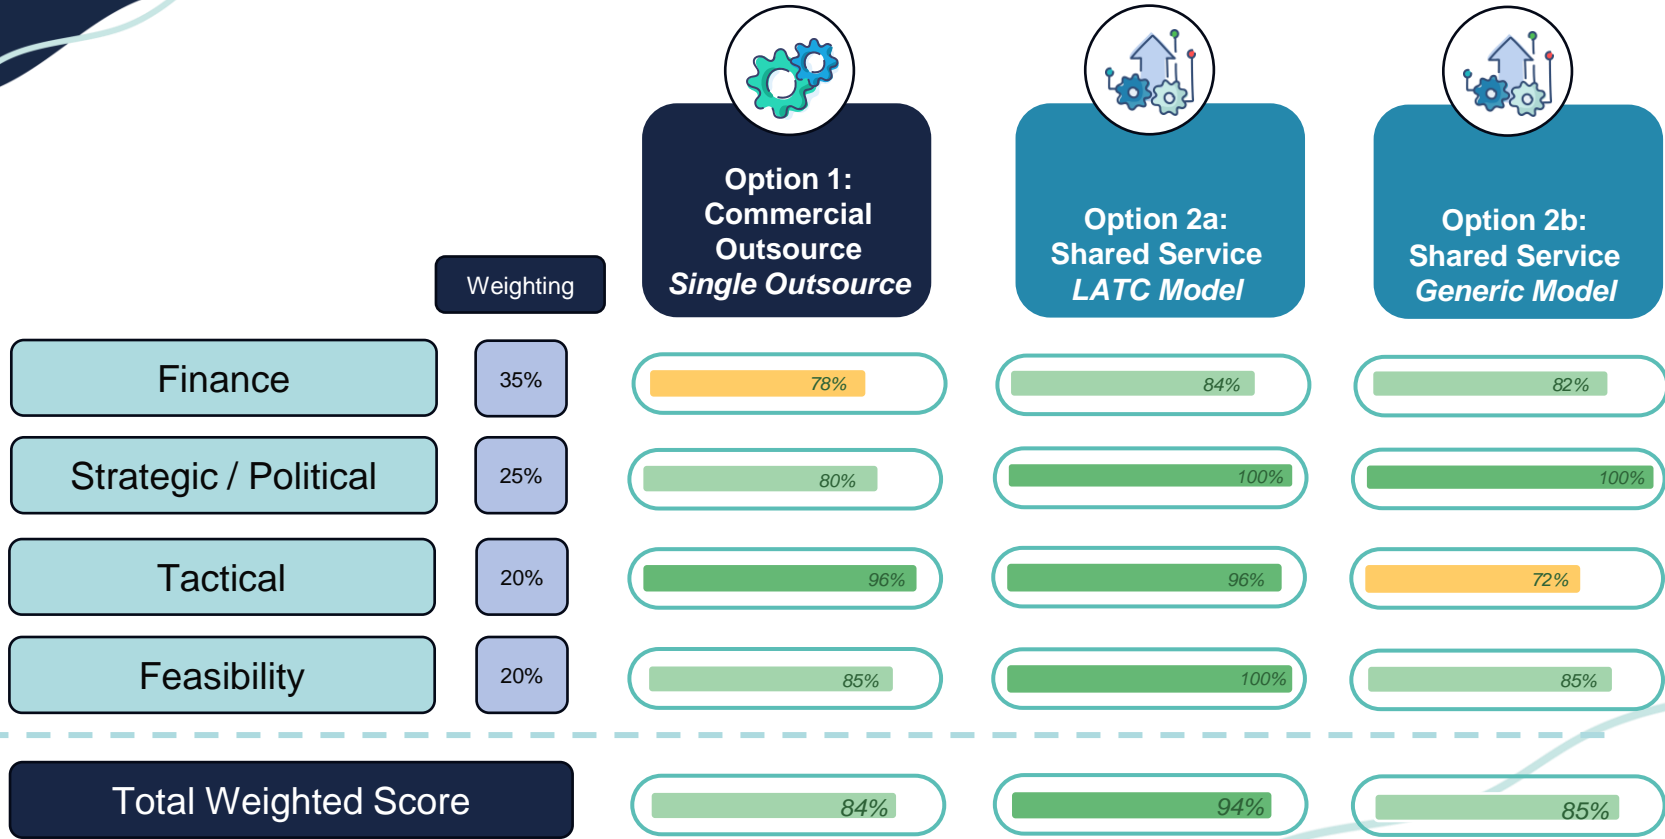 Option 1:
Commercial
Outsource
Single Outsource
Option 2a:
Shared Service
LATC Model
Option 2b:
Shared Service
Generic Model
Weighting
Finance
35%
78%
84%
82%
Strategic / Political
25%
80%
100%
100%
Tactical
20%
96%
96%
72%
Feasibility
20%
85%
100%
85%
Total Weighted Score
84%
94%
85%